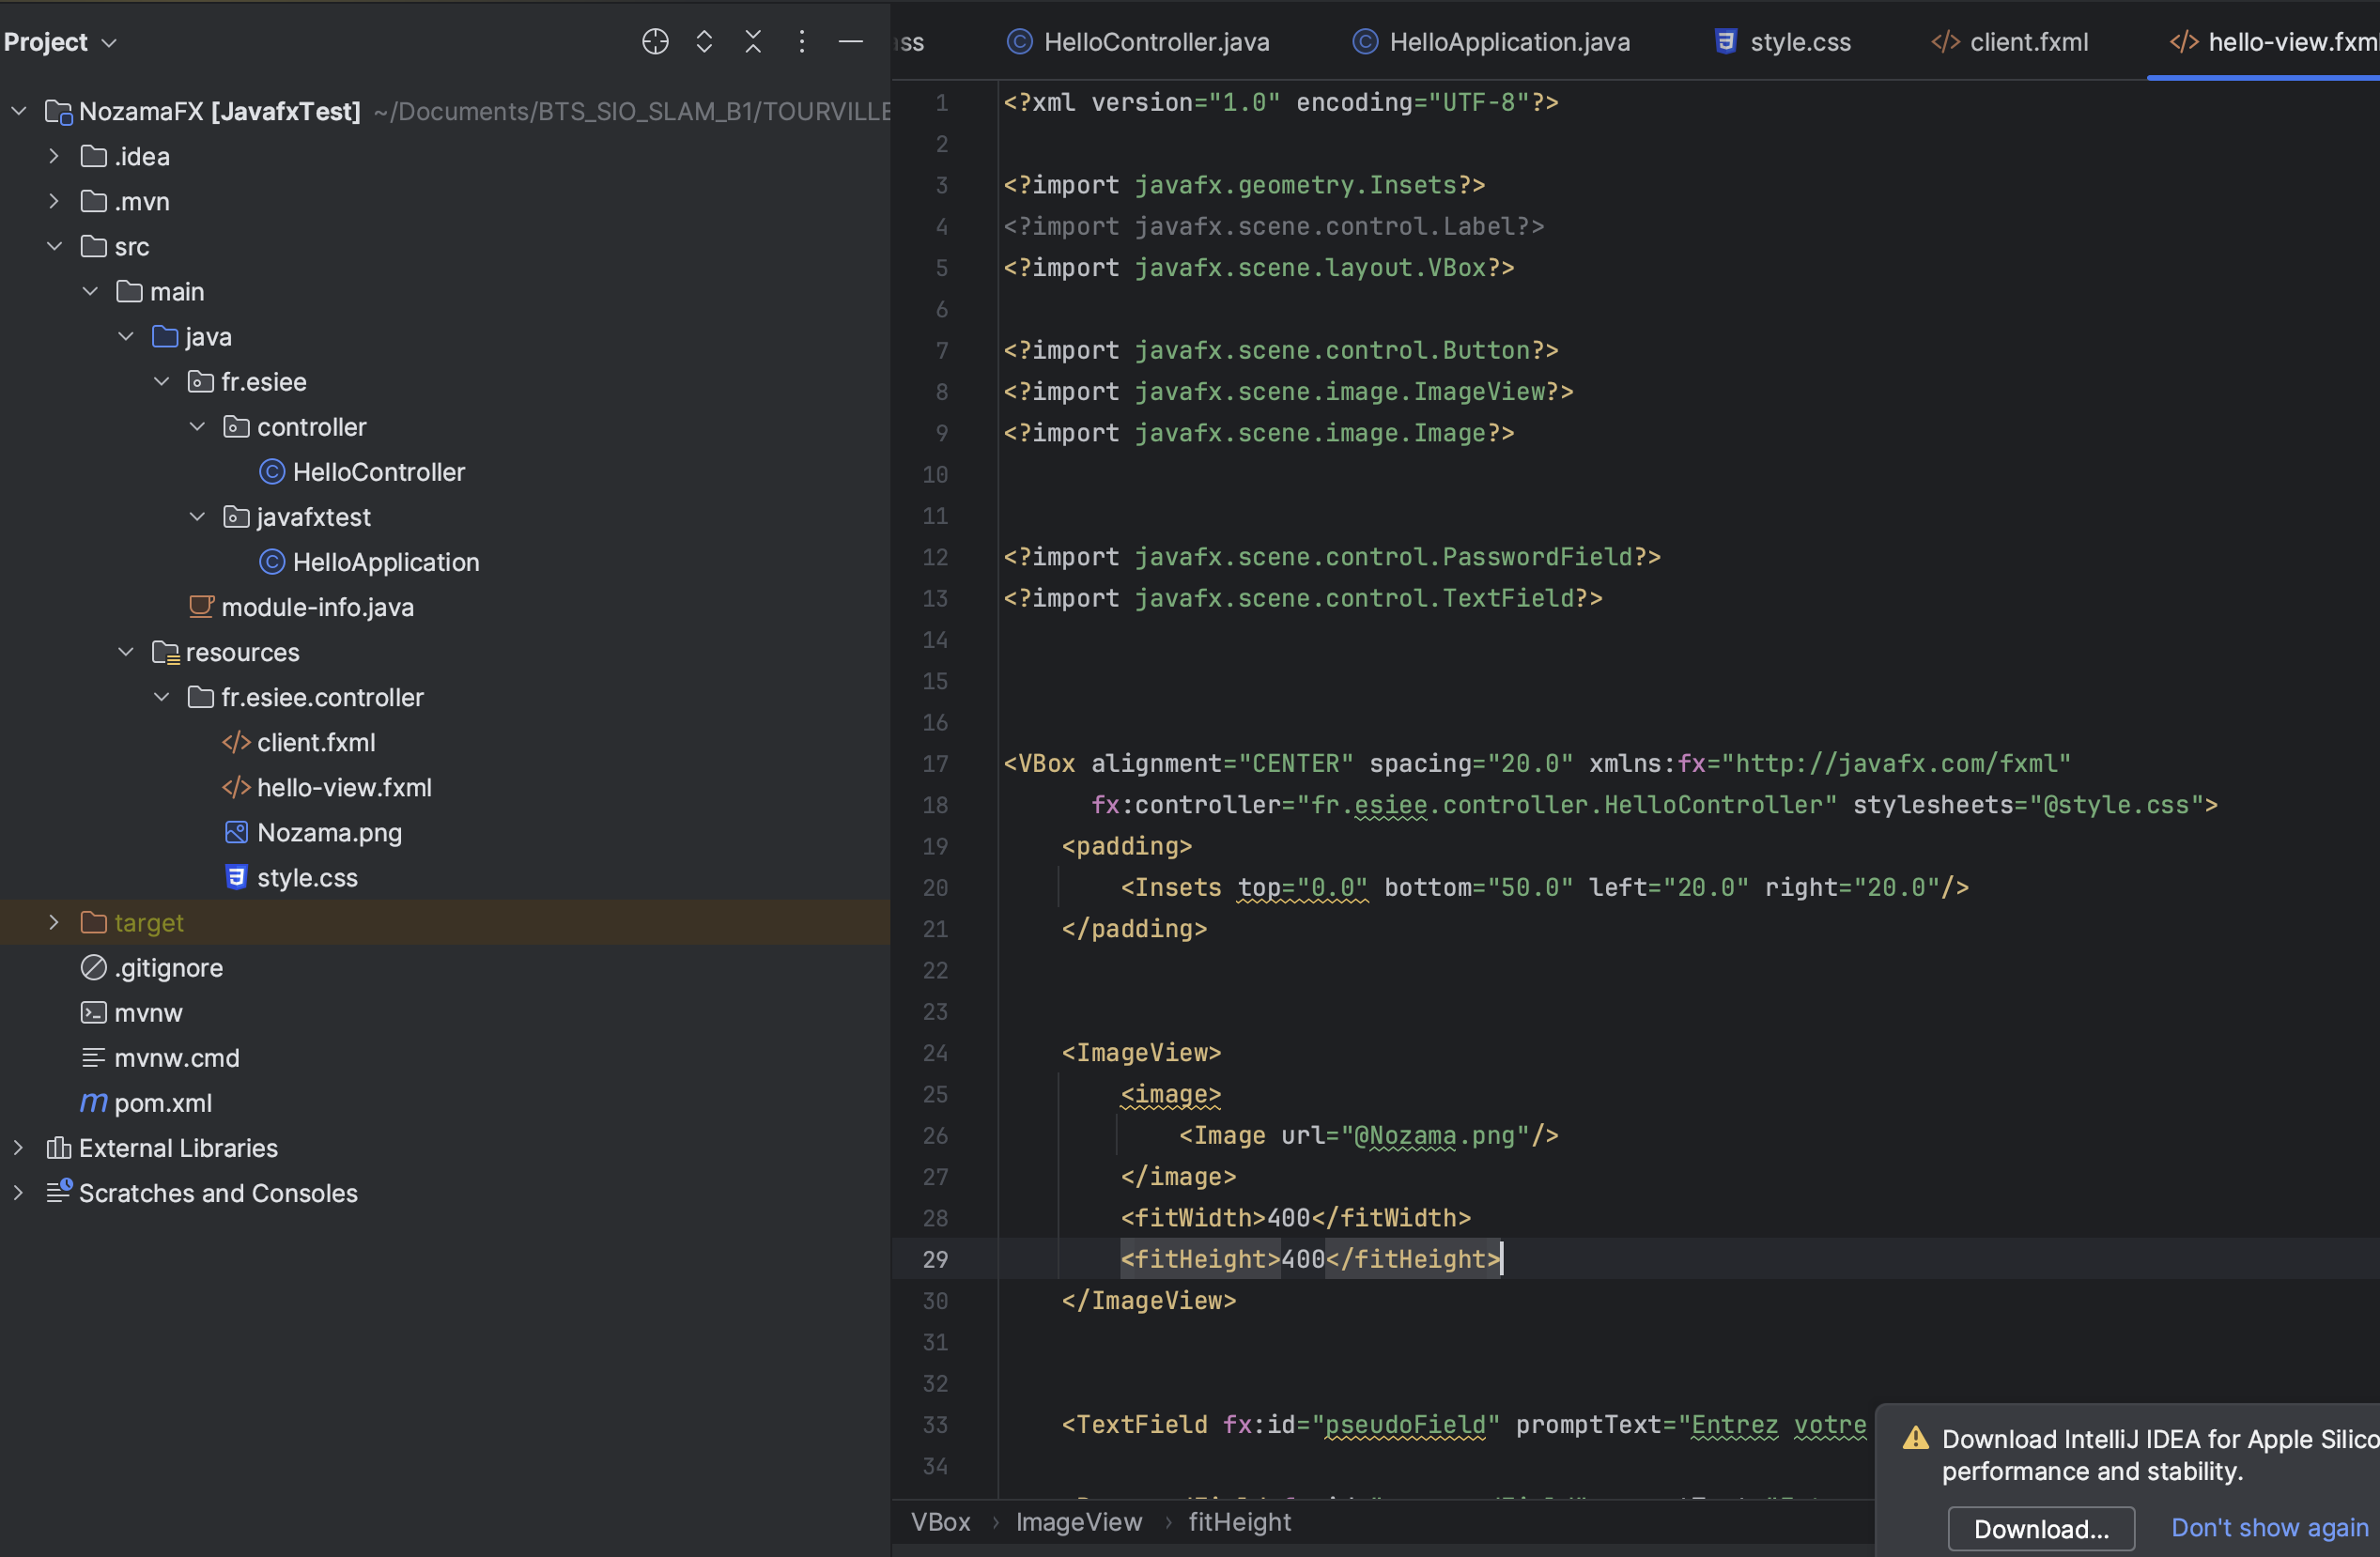 Project
NozamaFX [JavafxTest] ~/Documents/BTS_SIO_SLAM_B1/TOURVILLE
.idea
.mvn
src
main
java
fr.esiee
controller
HelloController
javafxtest
HelloApplication
module-info.java
resources
fr.esiee.controller
client.fxml
hello-view.fxml
Nozama.png
style.css
target
.gitignore
mvnw
mvnw.cmd
m pom.xml
External Libraries
Scratches and Consoles
ss HelloController.java HelloApplication.java style.css client.fxml hello-view.fxml
1 <?xml version="1.0" encoding="UTF-8"?>
2
3 <?import javafx.geometry.Insets?>
4 <?import javafx.scene.control.Label?>
5 <?import javafx.scene.layout.VBox?>
6
7 <?import javafx.scene.control.Button?>
8 <?import javafx.scene.image.ImageView?>
9 <?import javafx.scene.image.Image?>
10
11
12 <?import javafx.scene.control.PasswordField?>
13 <?import javafx.scene.control.TextField?>
14
15
16
17 <VBox alignment="CENTER" spacing="20.0" xmlns:fx="http://javafx.com/fxml"
18 fx:controller="fr.esiee.controller.HelloController" stylesheets="@style.css">
19 <padding>
20 <Insets top="0.0" bottom="50.0" left="20.0" right="20.0"/>
21 </padding>
22
23
24 <ImageView>
25 <image>
26 <Image url="@Nozama.png"/>
27 </image>
28 <fitWidth>400</fitWidth>
29 <fitHeight>400</fitHeight>
30 </ImageView>
31
32
33 <TextField fx:id="pseudoField" promptText="Entrez votre
34
VBox › ImageView › fitHeight
Download IntelliJ IDEA for Apple Silico
performance and stability.
Download... Don't show again